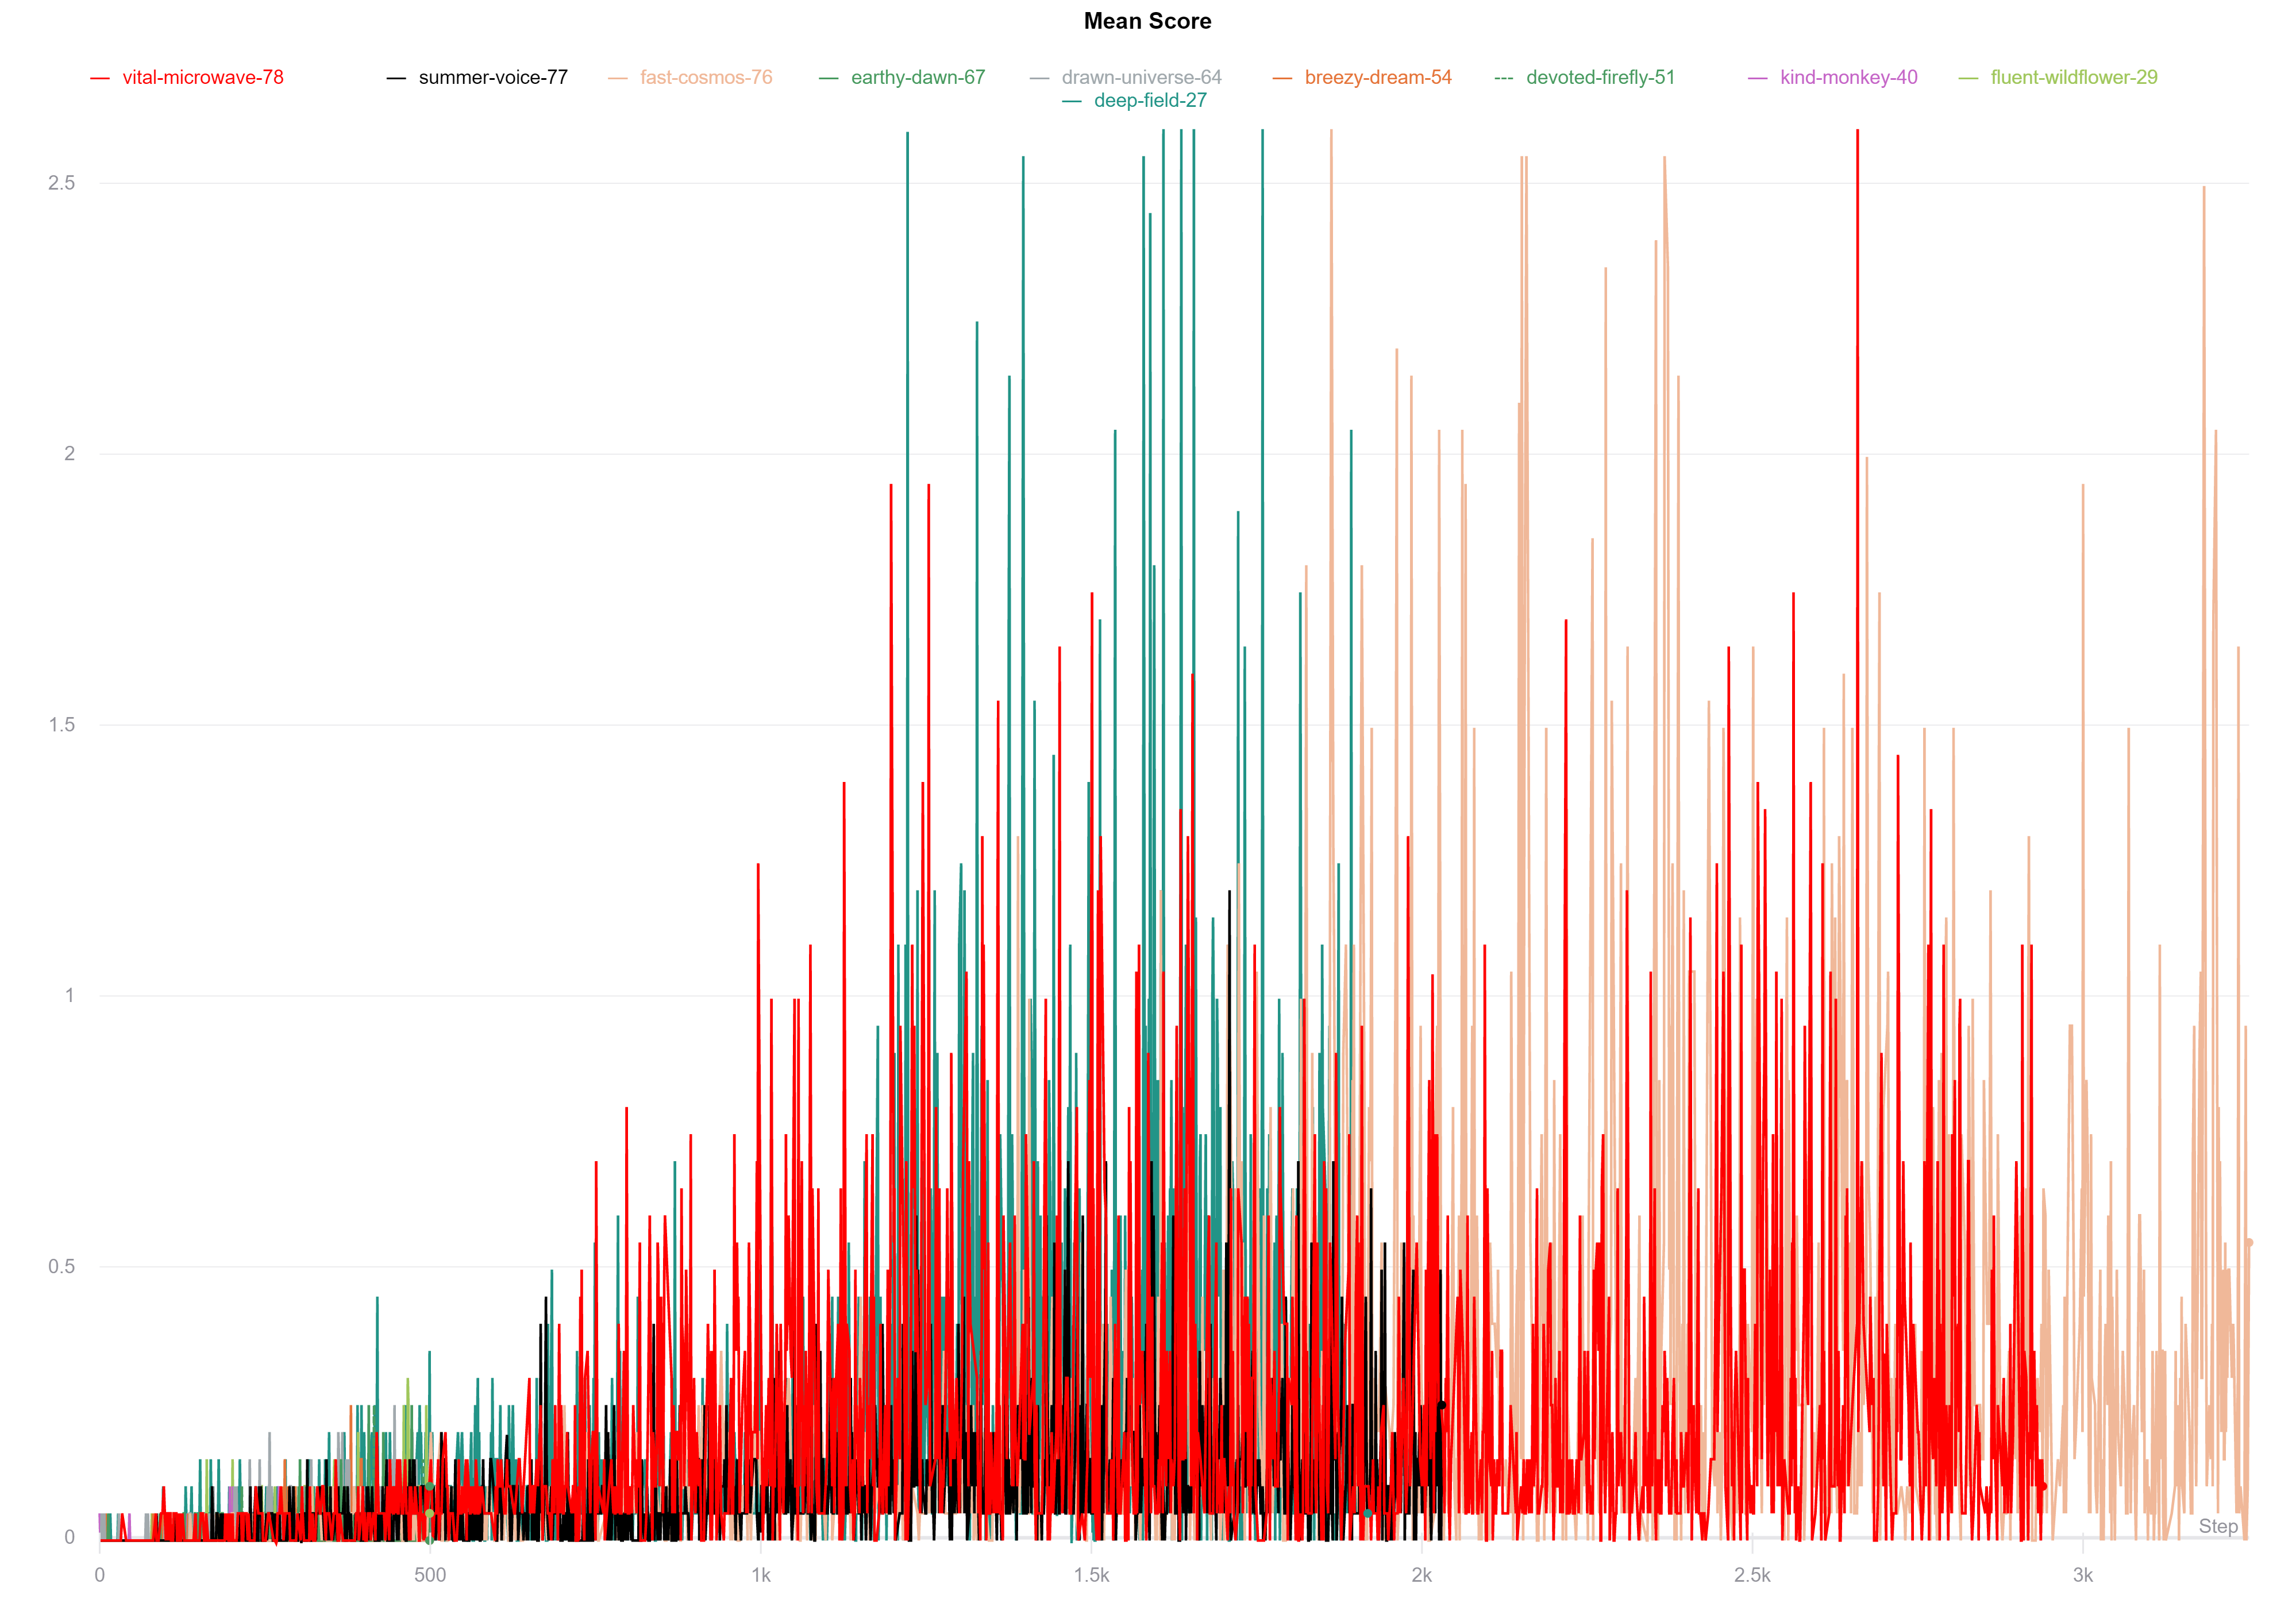 Mean Score
vital-microwave-78 summer-voice-77 fast-cosmos-76 earthy-dawn-67 drawn-universe-64 breezy-dream-54 devoted-firefly-51 kind-monkey-40 fluent-wildflower-29
deep-field-27
2.5
2
1.5
1
0.5
0
Step
0 500 1k 1.5k 2k 2.5k 3k